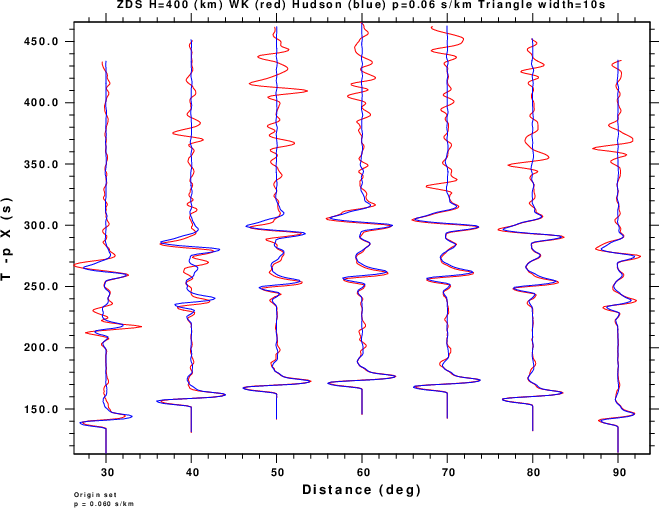 ZDS H=400 (km) WK (red) Hudson (blue) p=0.06 s/km Triangle width=10s
450.0
400.0
350.0
300.0
250.0
200.0
150.0
T -p X (s)
30 40 50 60 70 80 90
Distance (deg)
Origin set
p = 0.060 s/km